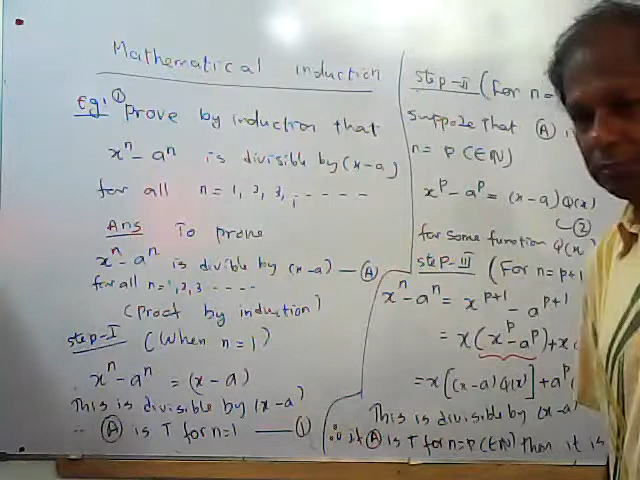 Mathematical induction
Eg: ① Prove by induction that
xⁿ - aⁿ is divisible by (x-a)
for all n = 1, 2, 3, - - - - -
Ans To prove
xⁿ - aⁿ is divible by (x-a) — Ⓐ
for all n = 1, 2, 3 - - - - -
(Proof by induction)
Step-I (When n = 1)
xⁿ - aⁿ = (x - a)
This is divisible by (x-a)
∴ Ⓐ is T for n=1 —— ①
Step-II (For n =
suppoze that Ⓐ i
n = P (∈ N)
xᵖ - aᵖ = (x-a) Q(x)
②
for some function Q(x)
Step-III (For n = P+1
xⁿ - aⁿ = xᵖ⁺¹ - aᵖ⁺¹
= x(xᵖ - aᵖ) + x
= x[(x-a) Q(x)] + aᵖ(
This is divisible by (x-a)
∴ if Ⓐ is T for n=P(∈N) Then it is